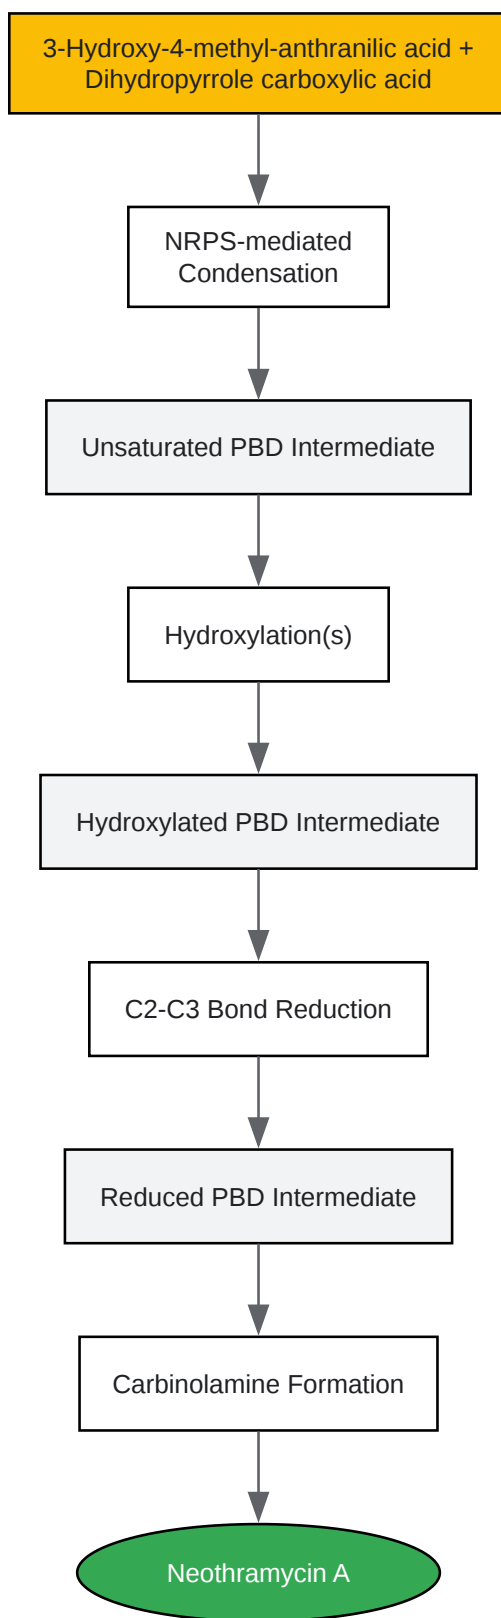 3-Hydroxy-4-methyl-anthranilic acid +
Dihydropyrrole carboxylic acid
NRPS-mediated
Condensation
Unsaturated PBD Intermediate
Hydroxylation(s)
Hydroxylated PBD Intermediate
C2-C3 Bond Reduction
Reduced PBD Intermediate
Carbinolamine Formation
Neothramycin A